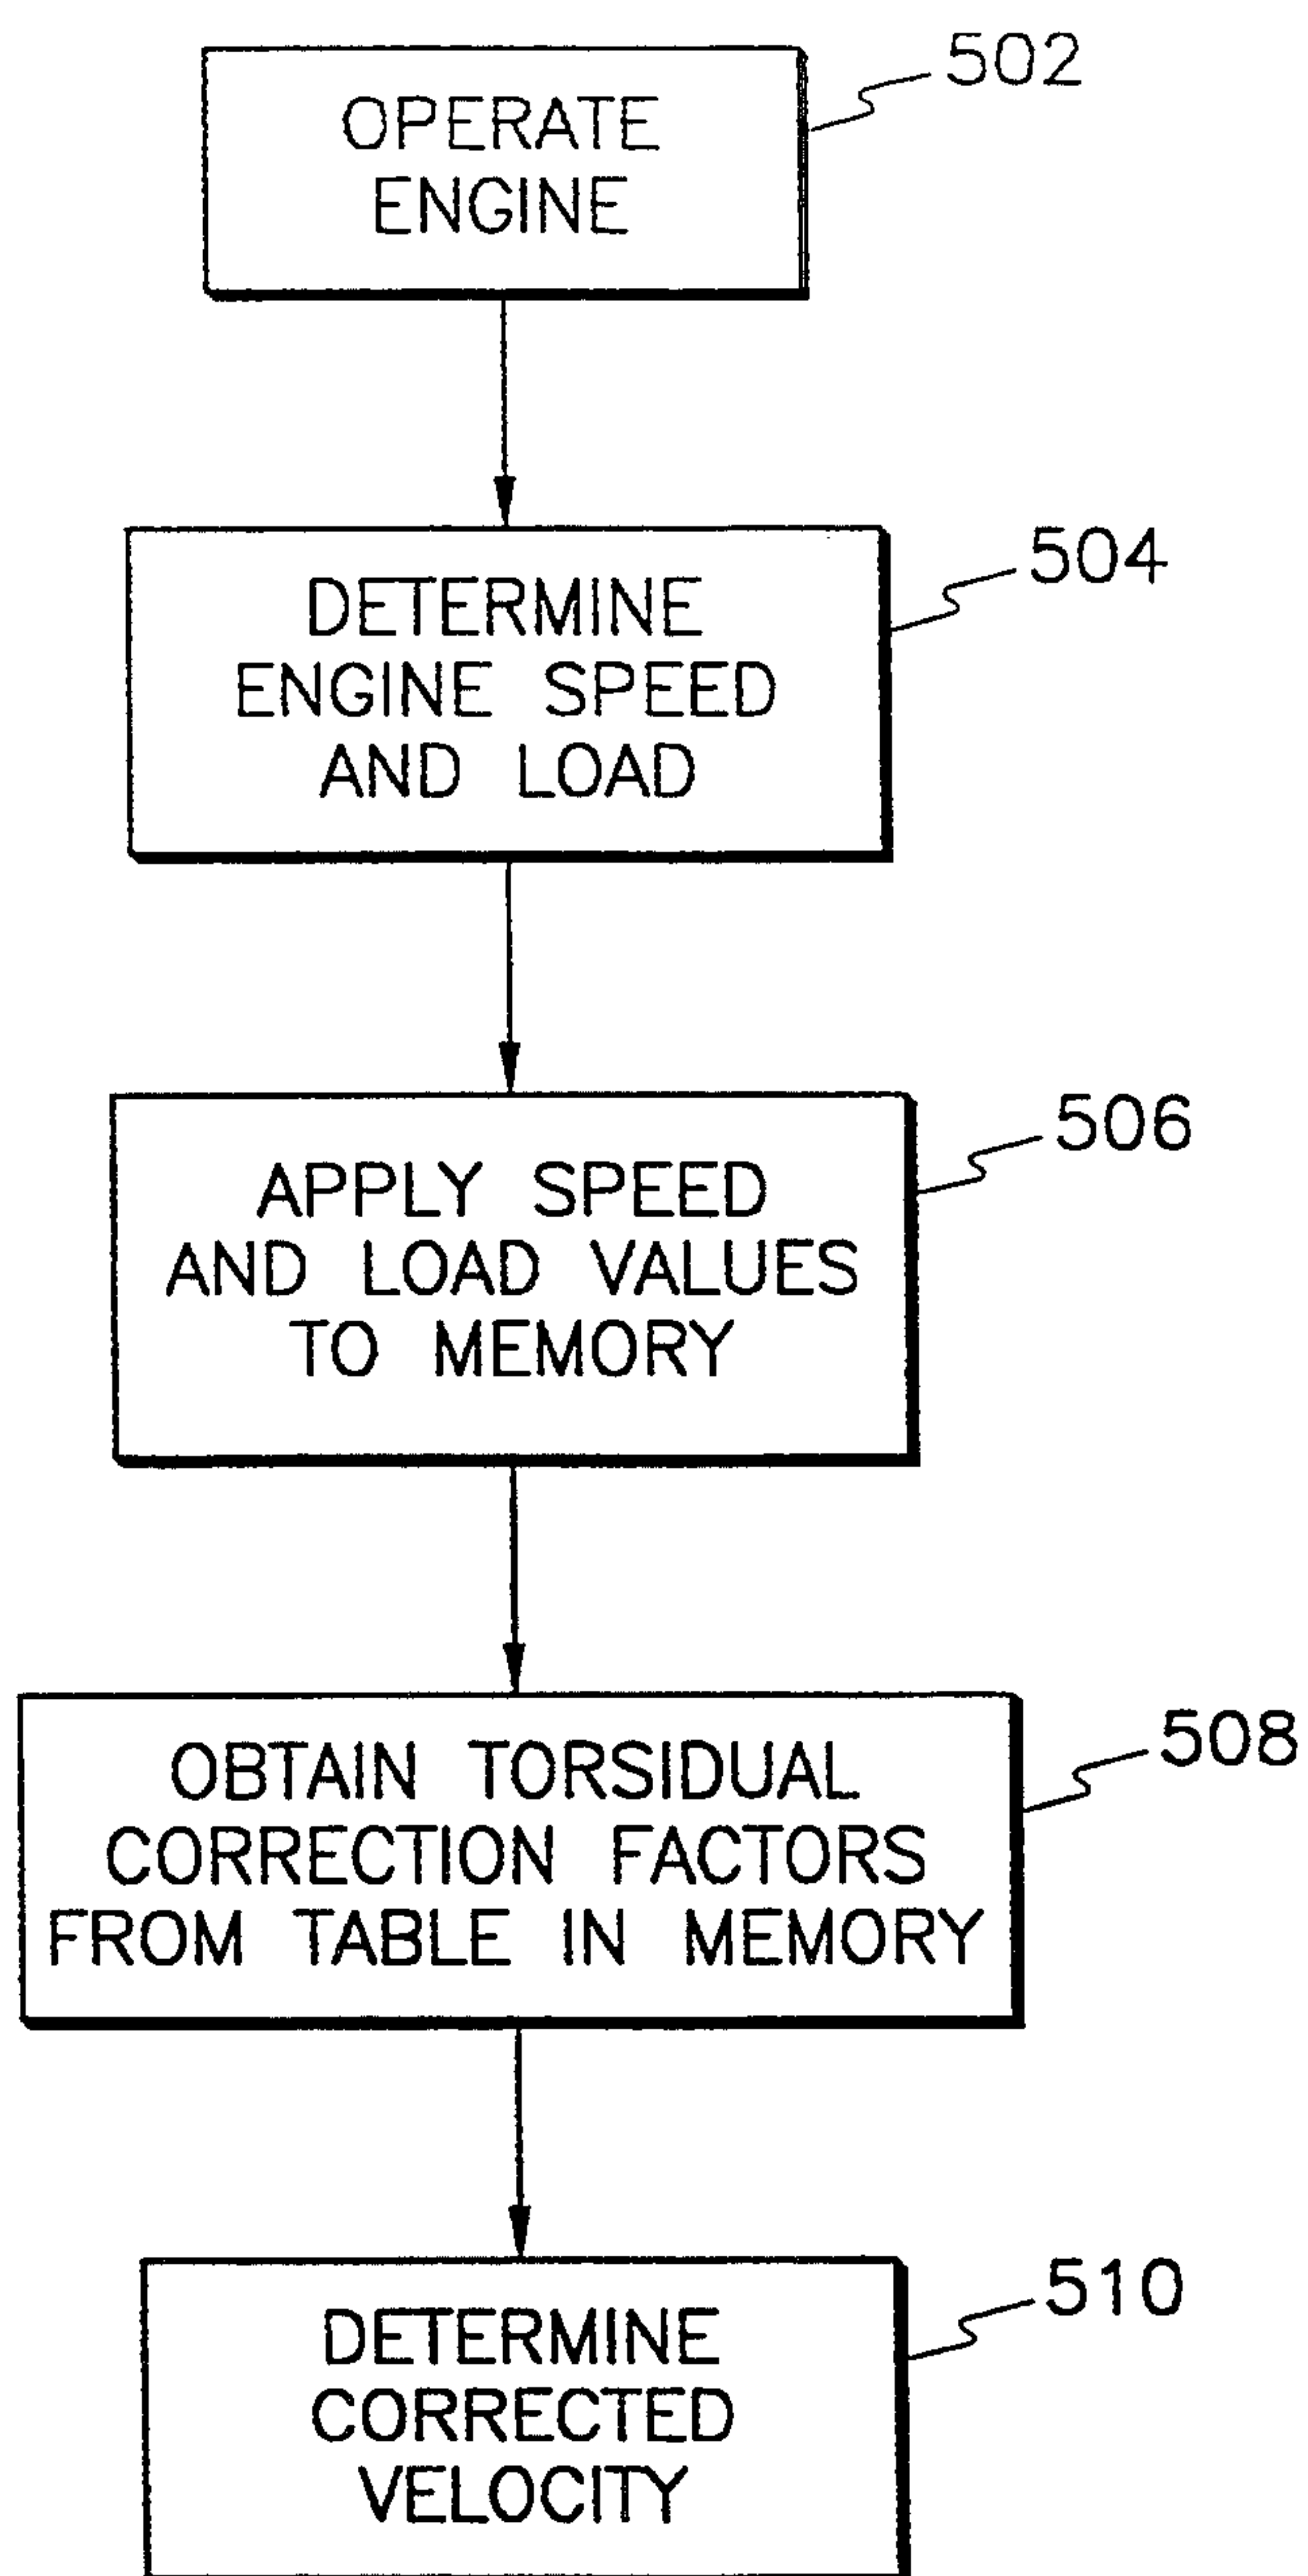 502
OPERATE
ENGINE
504
DETERMINE
ENGINE SPEED
AND LOAD
506
APPLY SPEED
AND LOAD VALUES
TO MEMORY
508
OBTAIN TORSIDUAL
CORRECTION FACTORS
FROM TABLE IN MEMORY
510
DETERMINE
CORRECTED
VELOCITY